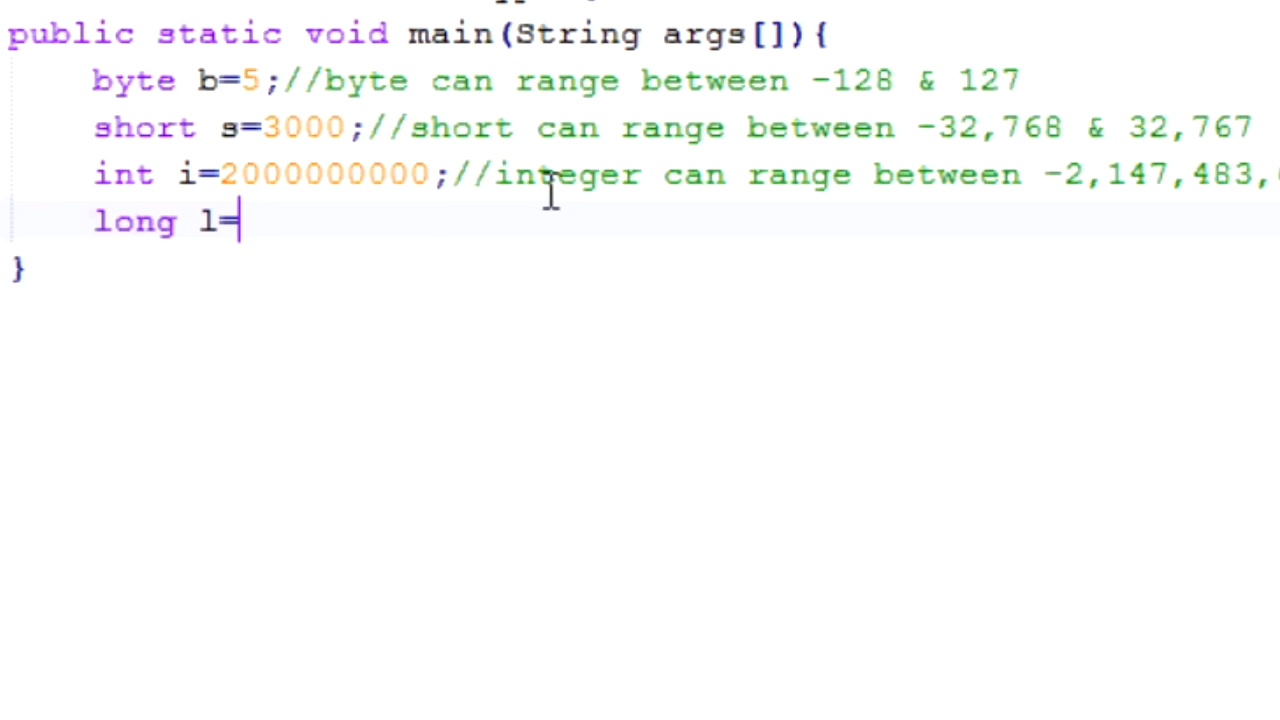 public static void main(String args[]){
byte b=5;//byte can range between -128 & 127
short s=3000;//short can range between -32,768 & 32,767
int i=2000000000;//integer can range between -2,147,483,
long l=
}